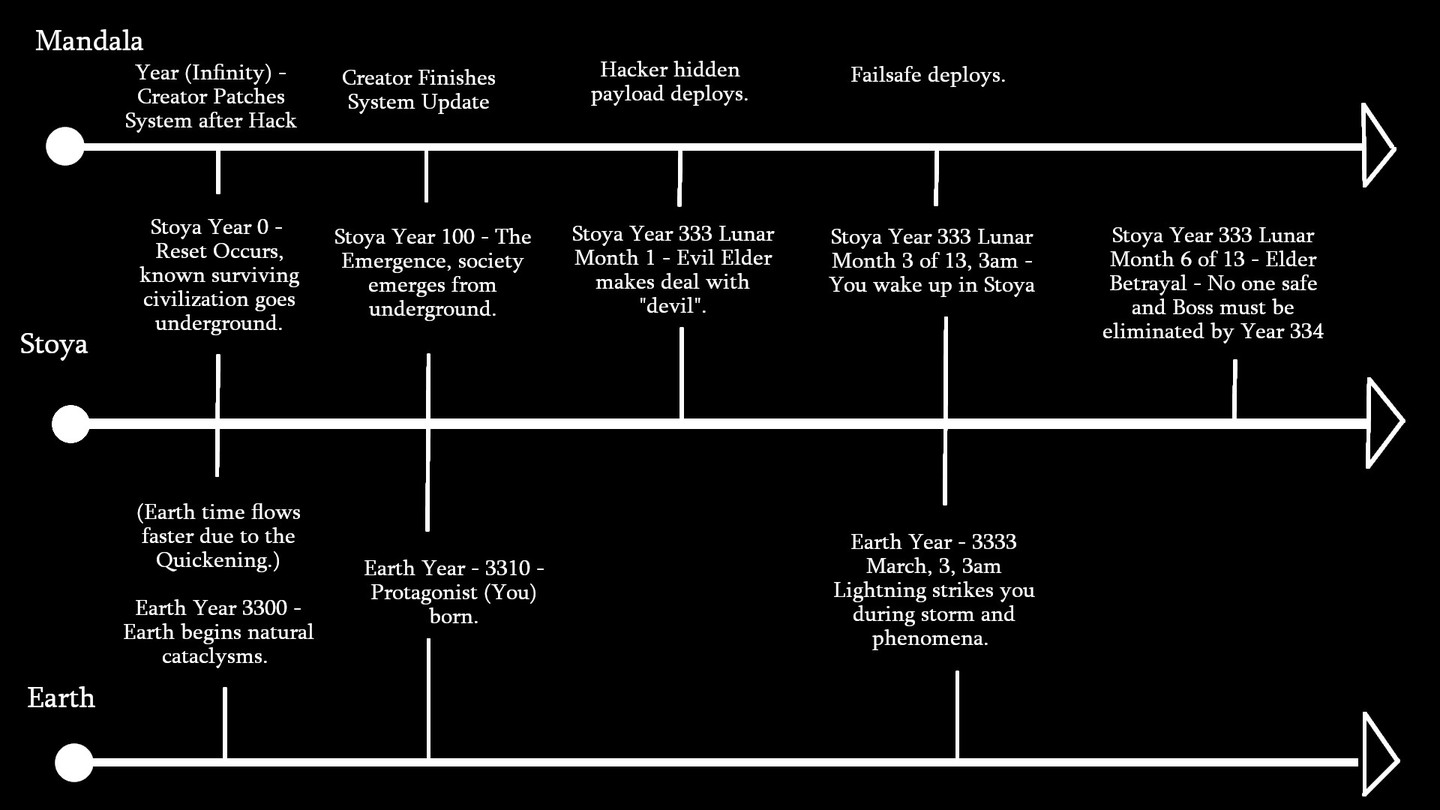 Mandala
Year (Infinity) -
Creator Patches
System after Hack
Creator Finishes
System Update
Hacker hidden
payload deploys.
Failsafe deploys.
Stoya Year 0 -
Reset Occurs,
known surviving
civilization goes
underground.
Stoya Year 100 - The
Emergence, society
emerges from
underground.
Stoya Year 333 Lunar
Month 1 - Evil Elder
makes deal with
"devil".
Stoya Year 333 Lunar
Month 3 of 13, 3am -
You wake up in Stoya
Stoya Year 333 Lunar
Month 6 of 13 - Elder
Betrayal - No one safe
and Boss must be
eliminated by Year 334
Stoya
(Earth time flows
faster due to the
Quickening.)
Earth Year 3300 -
Earth begins natural
cataclysms.
Earth Year - 3310 -
Protagonist (You)
born.
Earth Year - 3333
March, 3, 3am
Lightning strikes you
during storm and
phenomena.
Earth